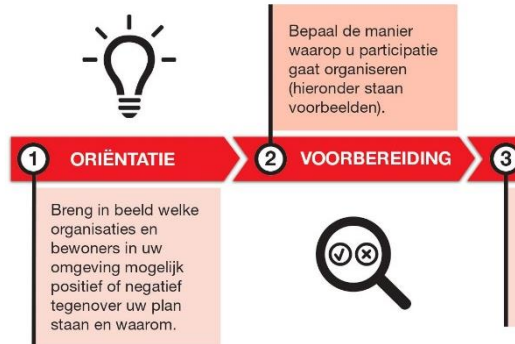 Bepaal de manier
waarop u participatie
gaat organiseren
(hieronder staan
voorbeelden).
1 ORIËNTATIE
2 VOORBEREIDING
3
Breng in beeld welke
organisaties en
bewoners in uw
omgeving mogelijk
positief of negatief
tegenover uw plan
staan en waarom.